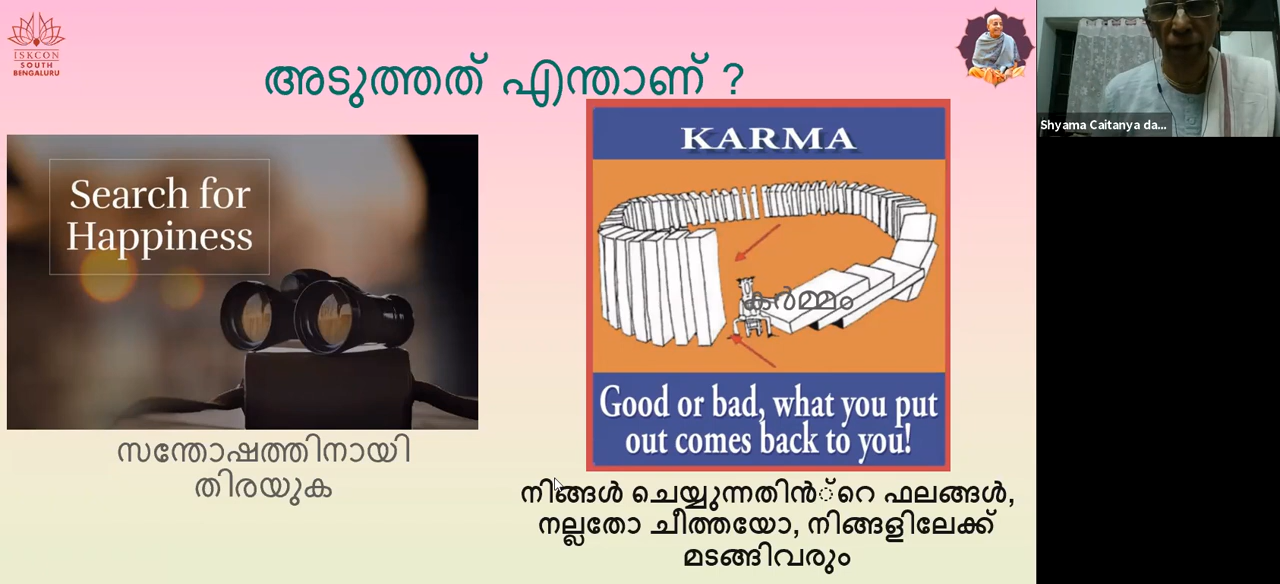 ISKCON
SOUTH
BENGALURU
അടുത്തത് എന്താണ് ?
Search for
Happiness
സന്തോഷത്തിനായി
തിരയുക
KARMA
കർമ്മം
Good or bad, what you put
out comes back to you!
നിങ്ങൾ ചെയ്യുന്നതിൻ്റെ ഫലങ്ങൾ,
നല്ലതോ ചീത്തയോ, നിങ്ങളിലേക്ക്
മടങ്ങിവരും
Shyama Caitanya da...